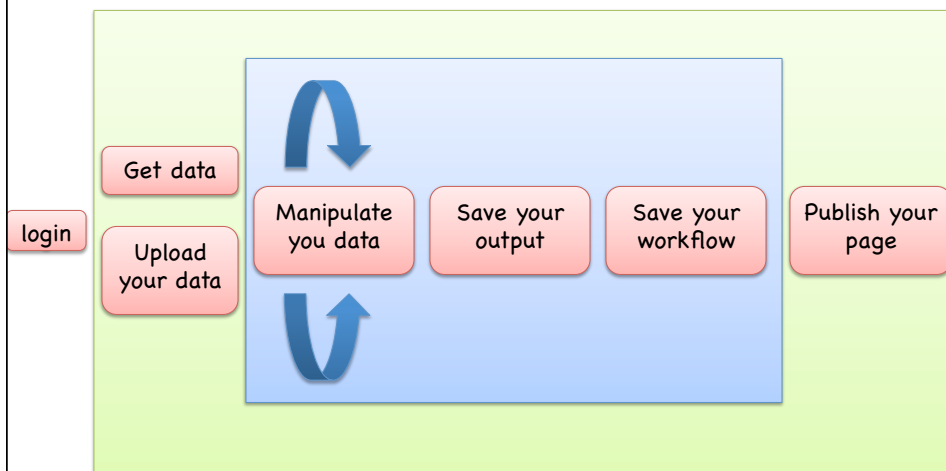 login
Get data
Upload
your data
Manipulate
you data
Save your
output
Save your
workflow
Publish your
page